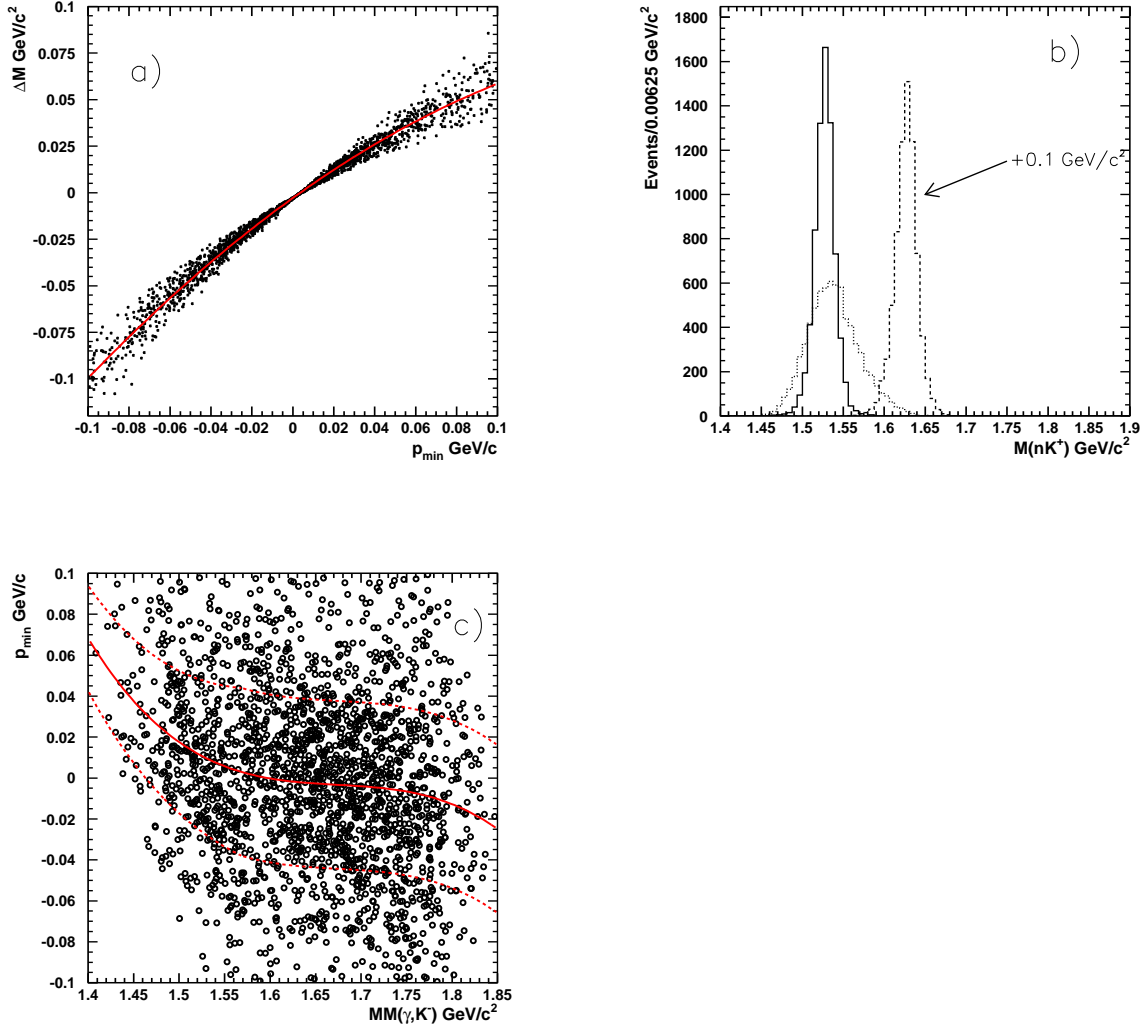 ΔM GeV/c²
0.1
0.075
0.05
0.025
0
-0.025
-0.05
-0.075
-0.1
a)
-0.1 -0.08 -0.06 -0.04 -0.02 0 0.02 0.04 0.06 0.08 0.1
p_min GeV/c
Events/0.00625 GeV/c²
1800
1600
1400
1200
1000
800
600
400
200
0
b)
+0.1 GeV/c²
1.4 1.45 1.5 1.55 1.6 1.65 1.7 1.75 1.8 1.85 1.9
M(nK⁺) GeV/c²
p_min GeV/c
0.1
0.08
0.06
0.04
0.02
0
-0.02
-0.04
-0.06
-0.08
-0.1
c)
1.4 1.45 1.5 1.55 1.6 1.65 1.7 1.75 1.8 1.85
MM(γ,K⁻) GeV/c²